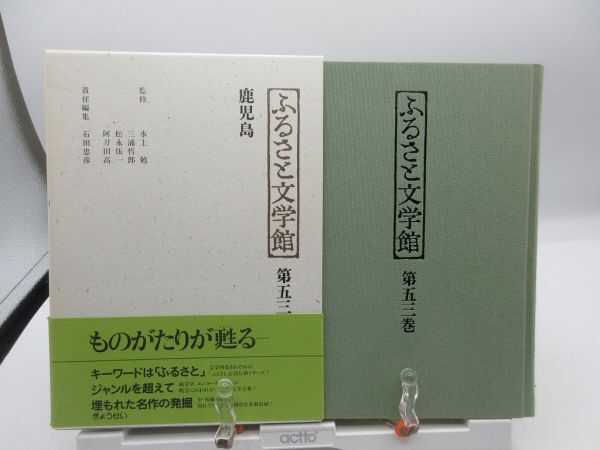 ふるさと文学館
第五三
鹿児島
監修
水上 勉
三浦哲郎
松永伍一
阿刀田高
責任編集
石田忠彦
ものがたりが甦る
キーワードは「ふるさと」
ジャンルを超えて
埋もれた名作の発掘
ぎょうせい
ふるさと文学館
第五三巻
actto